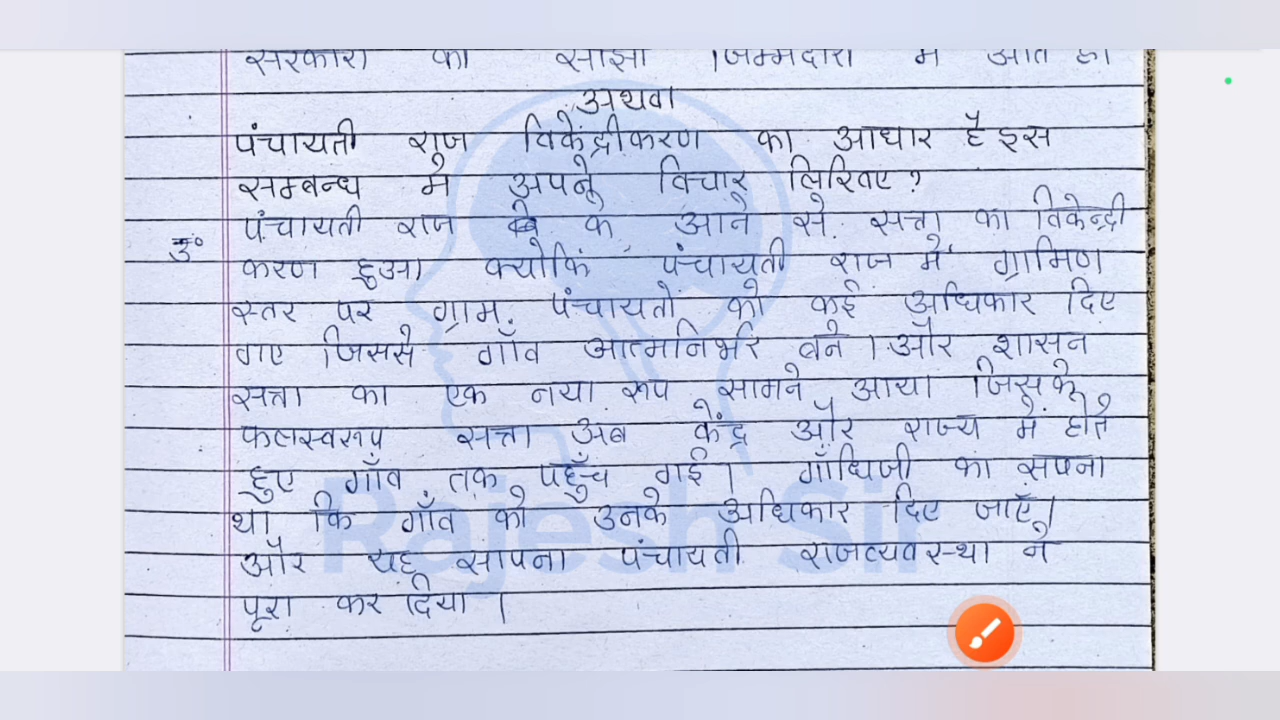 सरकारों की साझा जिम्मेदारी में आते हैं।
अथवा
पंचायती राज विकेंद्रीकरण का आधार है इस
सम्बन्ध में अपने विचार लिखिए?
उ० पंचायती राज के आने से सत्ता का विकेन्द्री
करण हुआ क्योकिं पंचायती राज में ग्रामिण
स्तर पर ग्राम पंचायतों को कई अधिकार दिए
गए जिससे गाँव आत्मनिर्भर बने। और शासन
सत्ता का एक नया रूप सामने आया जिसके
फलस्वरूप सत्ता अब केंद्र और राज्य में होते
हुए गाँव तक पहुँच गई। गाँधिजी का सपना
था कि गाँव को उनके अधिकार दिए जाएँ।
और यह सापना पंचायती राजव्यवस्था ने
पूरा कर दिया।
Rajesh Sir